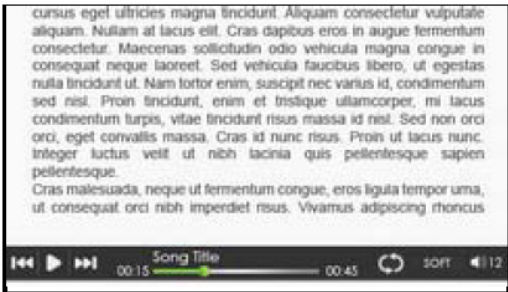 cursus eget ultricies magna tincidunt. Aliquam consectetur vulputate
aliquam. Nullam at lacus elit. Cras dapibus eros in augue fermentum
consectetur. Maecenas sollicitudin odio vehicula magna congue in
consequat neque laoreet. Sed vehicula faucibus libero, ut egestas
nulla tincidunt ut. Nam tortor enim, suscipit nec varius id, condimentum
sed nisl. Proin tincidunt, enim et tristique ullamcorper, mi lacus
condimentum turpis, vitae tincidunt risus massa id nisl. Sed non orci
orci, eget convallis massa. Cras id nunc risus. Proin ut lacus nunc.
Integer luctus velit ut nibh lacinia quis pellentesque sapien
pellentesque.
Cras malesuada, neque ut fermentum congue, eros ligula tempor urna,
ut consequat orci nibh imperdiet risus. Vivamus adipiscing rhoncus
Song Title
00:15 00:45 SOFT 12